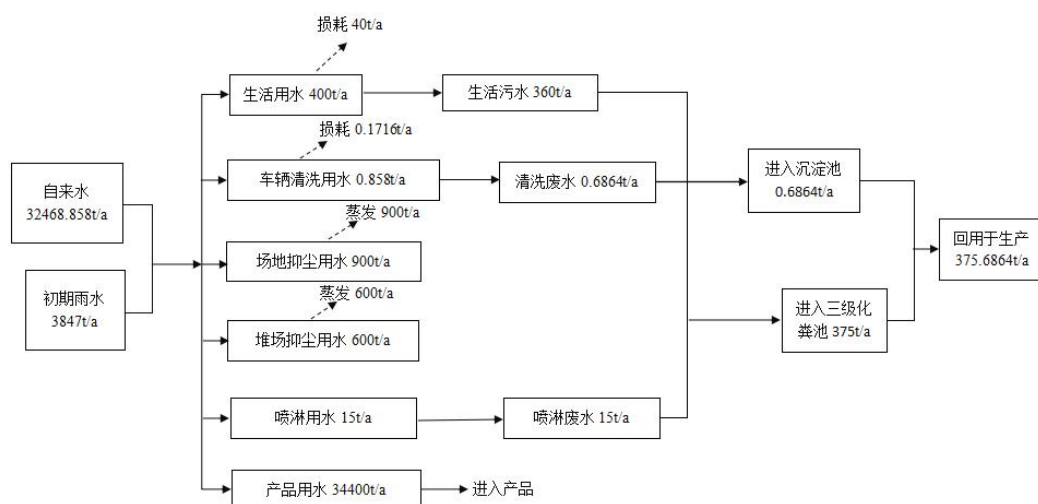 损耗 40t/a
生活用水 400t/a
生活污水 360t/a
损耗 0.1716t/a
车辆清洗用水 0.858t/a
清洗废水 0.6864t/a
进入沉淀池
0.6864t/a
自来水
32468.858t/a
蒸发 900t/a
场地抑尘用水 900t/a
回用于生产
375.6864t/a
初期雨水
3847t/a
蒸发 600t/a
堆场抑尘用水 600t/a
进入三级化
粪池 375t/a
喷淋用水 15t/a
喷淋废水 15t/a
产品用水 34400t/a
进入产品